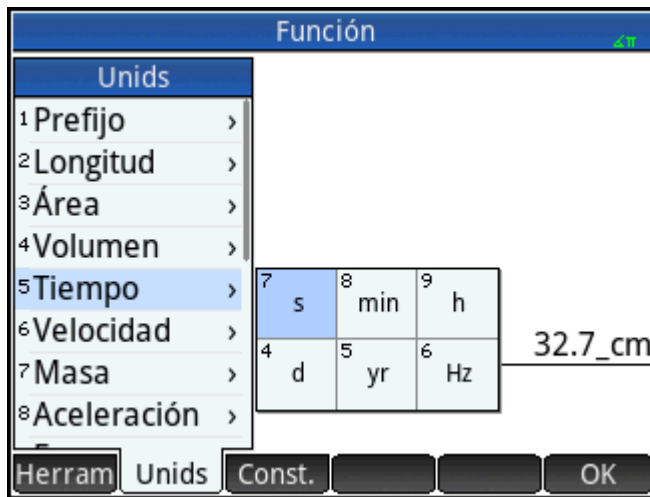 Función
∡π
Unids
1 Prefijo ›
2 Longitud ›
3 Área ›
4 Volumen ›
5 Tiempo ›
6 Velocidad ›
7 Masa ›
8 Aceleración ›
7 s
8 min
9 h
4 d
5 yr
6 Hz
32.7_cm
Herram Unids Const. OK